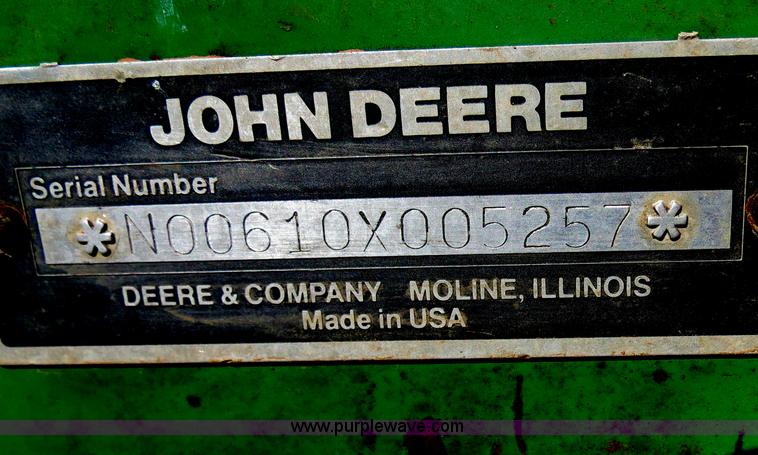 JOHN DEERE
Serial Number
*N00610X005257*
DEERE & COMPANY MOLINE, ILLINOIS
Made in USA
www.purplewave.com